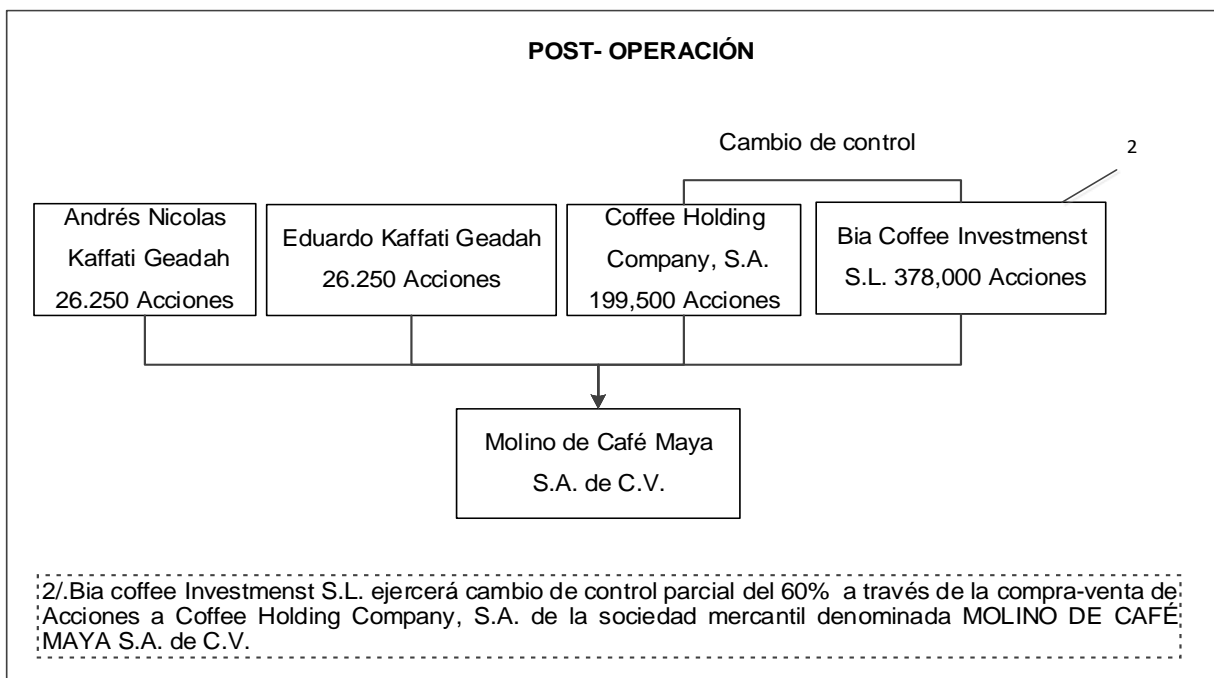 POST- OPERACIÓN
Cambio de control
2
Andrés Nicolas
Kaffati Geadah
26.250 Acciones
Eduardo Kaffati Geadah
26.250 Acciones
Coffee Holding
Company, S.A.
199,500 Acciones
Bia Coffee Investmenst
S.L. 378,000 Acciones
Molino de Café Maya
S.A. de C.V.
2/.Bia coffee Investmenst S.L. ejercerá cambio de control parcial del 60% a través de la compra-venta de
Acciones a Coffee Holding Company, S.A. de la sociedad mercantil denominada MOLINO DE CAFÉ
MAYA S.A. de C.V.